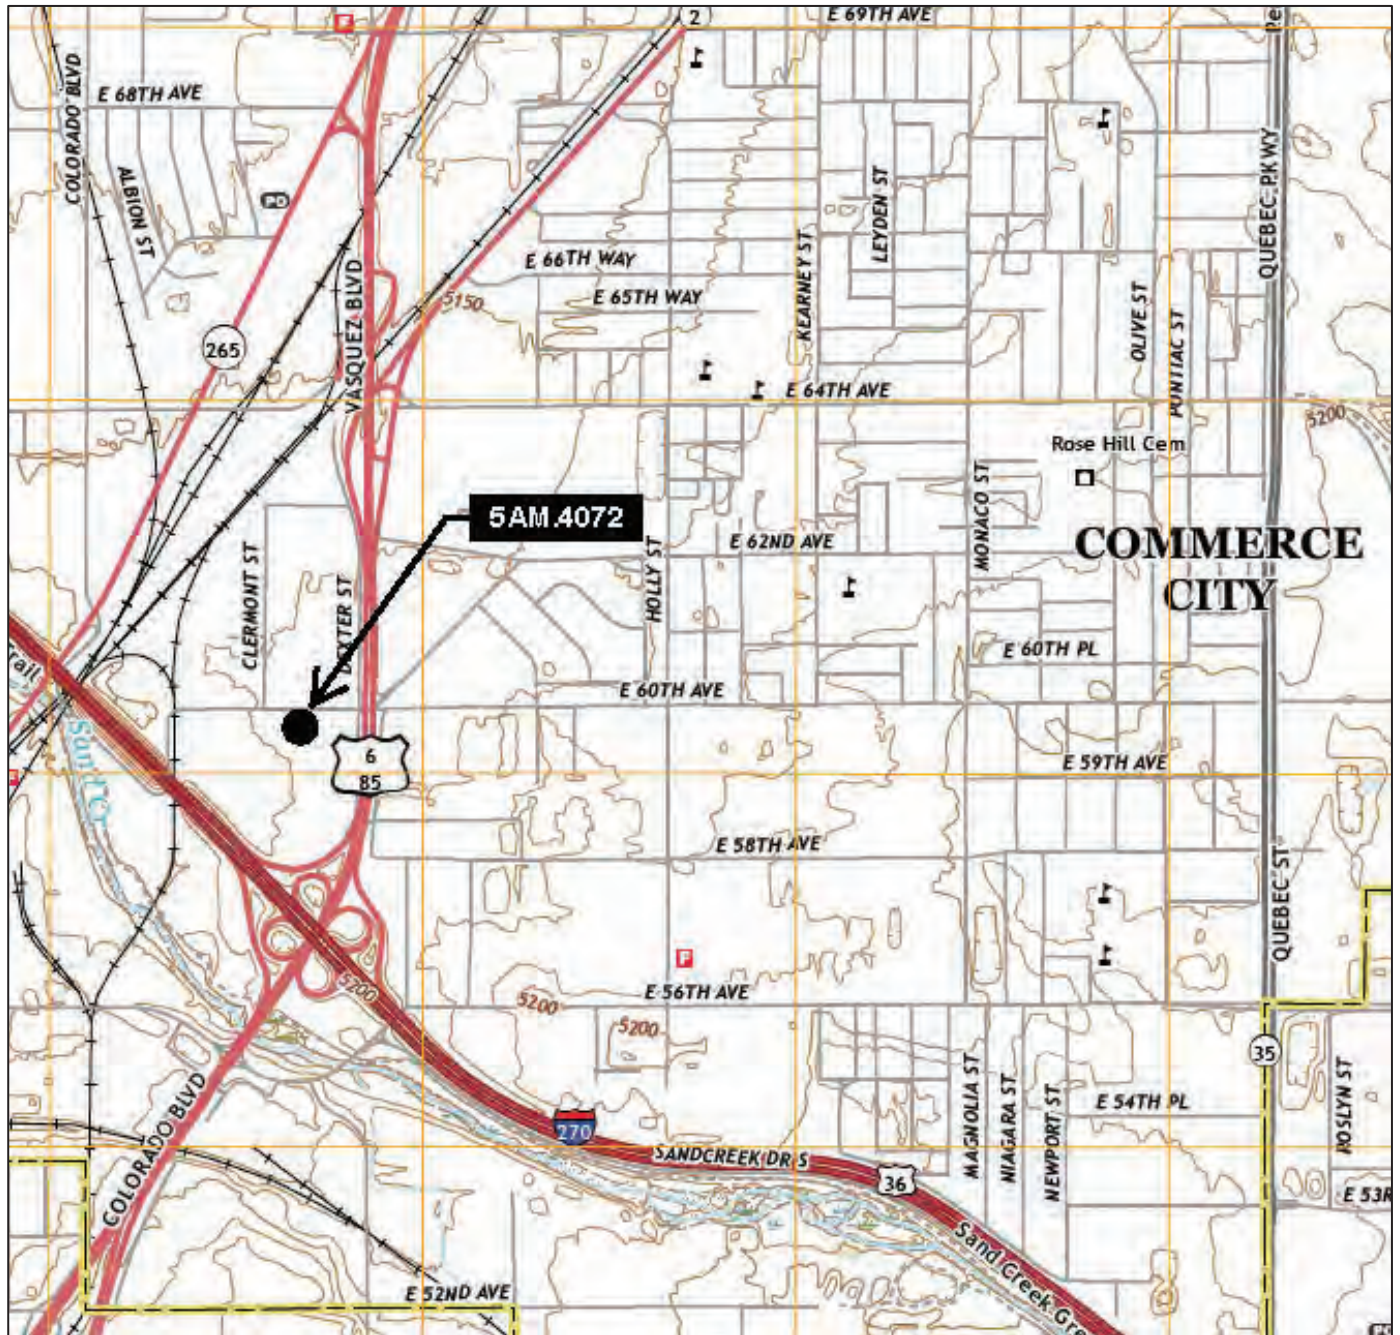 2
E 69TH AVE
COLORADO BLVD
E 68TH AVE
ALBION ST
PD
QUEBEC PKWY
LEYDEN ST
KEARNEY ST
E 66TH WAY
E 65TH WAY
5150
VASQUEZ BLVD
265
OLIVE ST
PONTIAC ST
E 64TH AVE
5200
Rose Hill Cem
MONACO ST
5AM.4072
COMMERCE
CITY
E 62ND AVE
HOLLY ST
CLERMONT ST
DEXTER ST
E 60TH PL
E 60TH AVE
Trail
Sand Cr
6
85
E 59TH AVE
E 58TH AVE
QUEBEC ST
F
5200
E 56TH AVE
5200
5200
35
ROSLYN ST
MAGNOLIA ST
NIAGARA ST
NEWPORT ST
E 54TH PL
COLORADO BLVD
270
SANDCREEK DR S
36
E 53R
Sand Creek Gre
E 52ND AVE